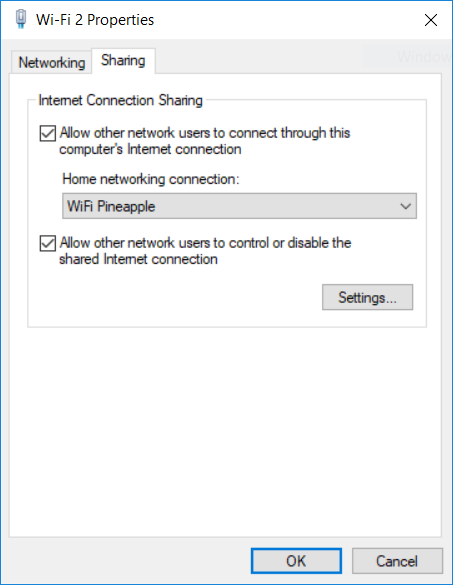 Wi-Fi 2 Properties
Networking
Sharing
Internet Connection Sharing
Allow other network users to connect through this
computer's Internet connection
Home networking connection:
WiFi Pineapple
Allow other network users to control or disable the
shared Internet connection
Settings...
OK
Cancel